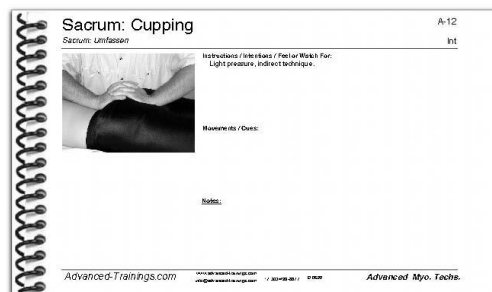 Sacrum: Cupping
A-12
Sacrum: Umfassen
Int
Instructions / Intentions / Feel or Watch For:
Light pressure, indirect technique.
Movements / Cues:
Notes:
Advanced-Trainings.com
Advanced Myo. Techs.